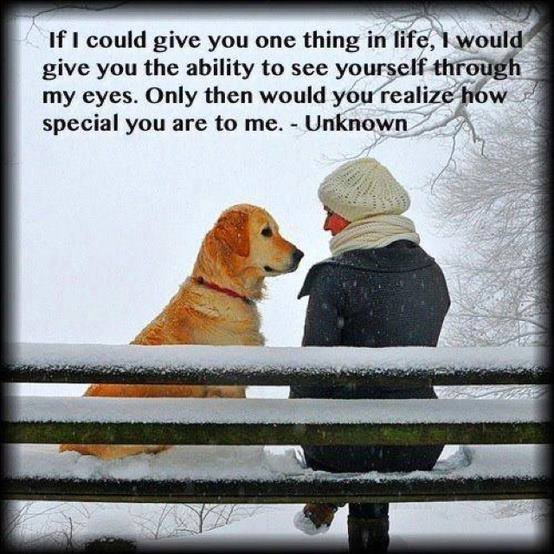 If I could give you one thing in life, I would
give you the ability to see yourself through
my eyes. Only then would you realize how
special you are to me. - Unknown